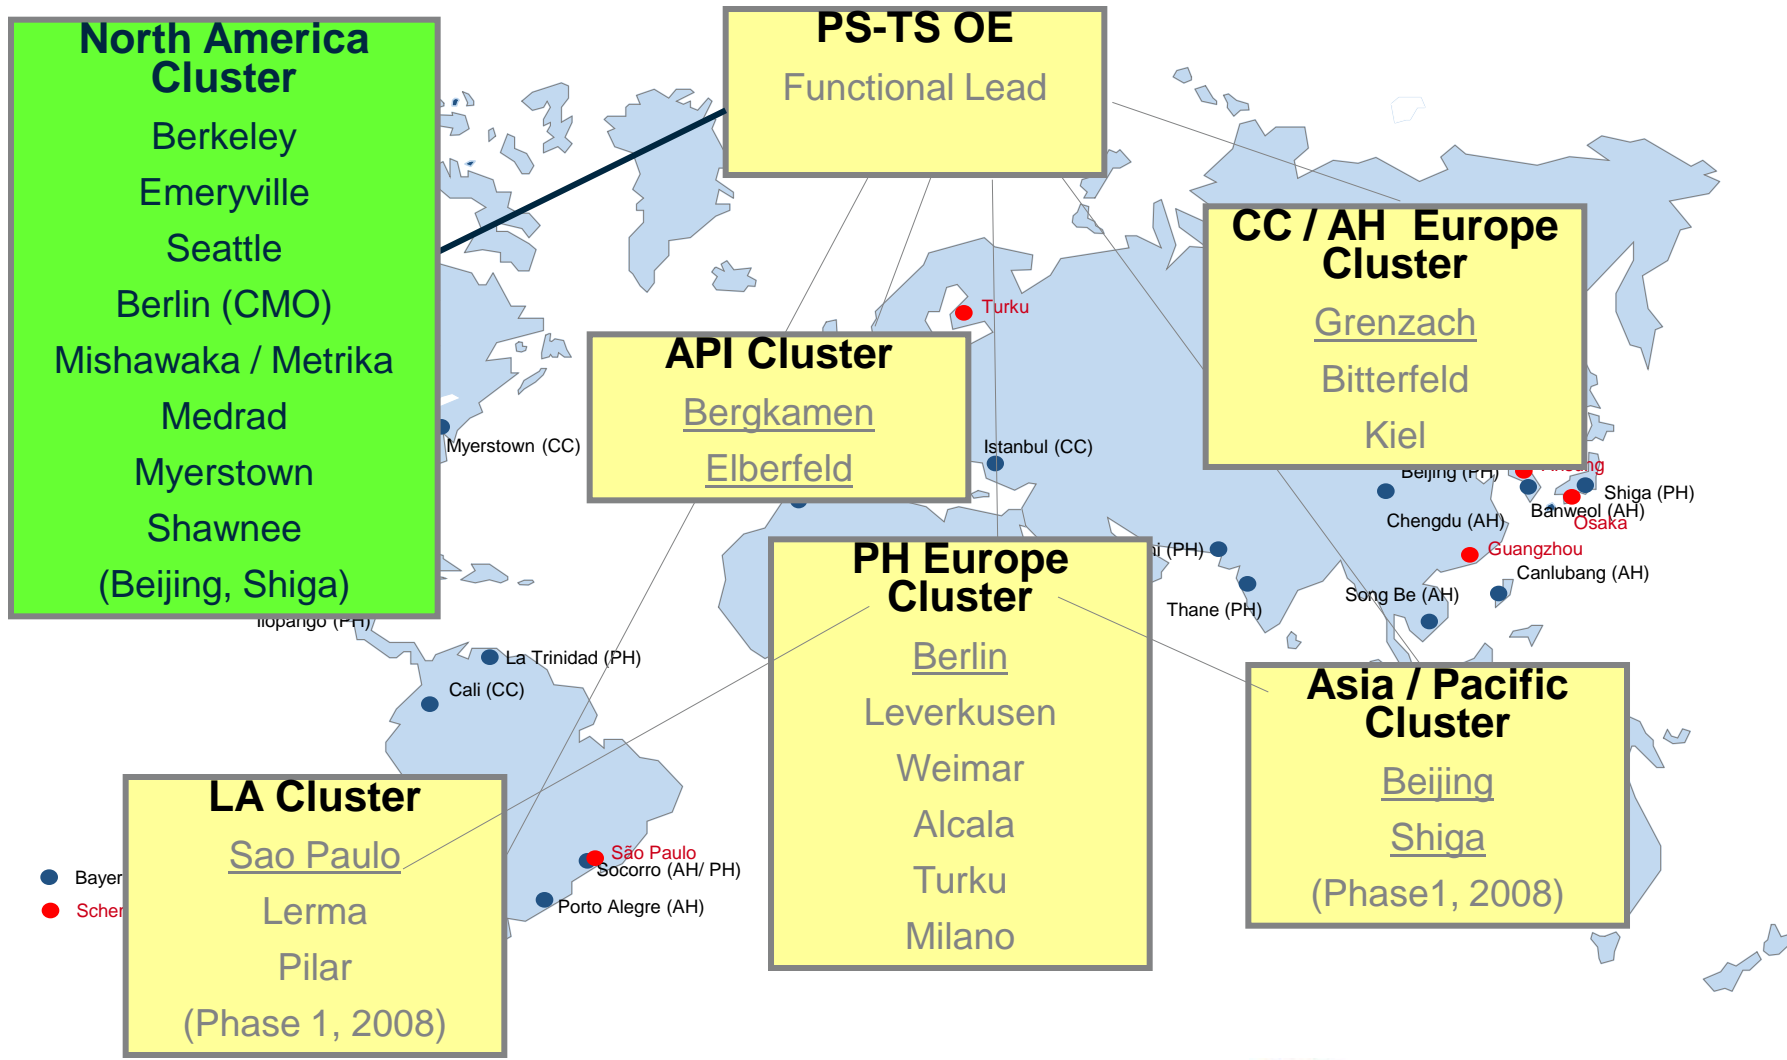 North America
Cluster
Berkeley
Emeryville
Seattle
Berlin (CMO)
Mishawaka / Metrika
Medrad
Myerstown
Shawnee
(Beijing, Shiga)
PS-TS OE
Functional Lead
CC / AH Europe
Cluster
Grenzach
Bitterfeld
Kiel
API Cluster
Bergkamen
Elberfeld
PH Europe
Cluster
Berlin
Leverkusen
Weimar
Alcala
Turku
Milano
Asia / Pacific
Cluster
Beijing
Shiga
(Phase1, 2008)
LA Cluster
Sao Paulo
Lerma
Pilar
(Phase 1, 2008)
Turku
Myerstown (CC)
Istanbul (CC)
Beijing (PH)
Shiga (PH)
Banweol (AH)
Osaka
Chengdu (AH)
Guangzhou
Canlubang (AH)
(PH)
Thane (PH)
Song Be (AH)
Ilopango (PH)
La Trinidad (PH)
Cali (CC)
São Paulo
Socorro (AH/ PH)
Porto Alegre (AH)
Bayer